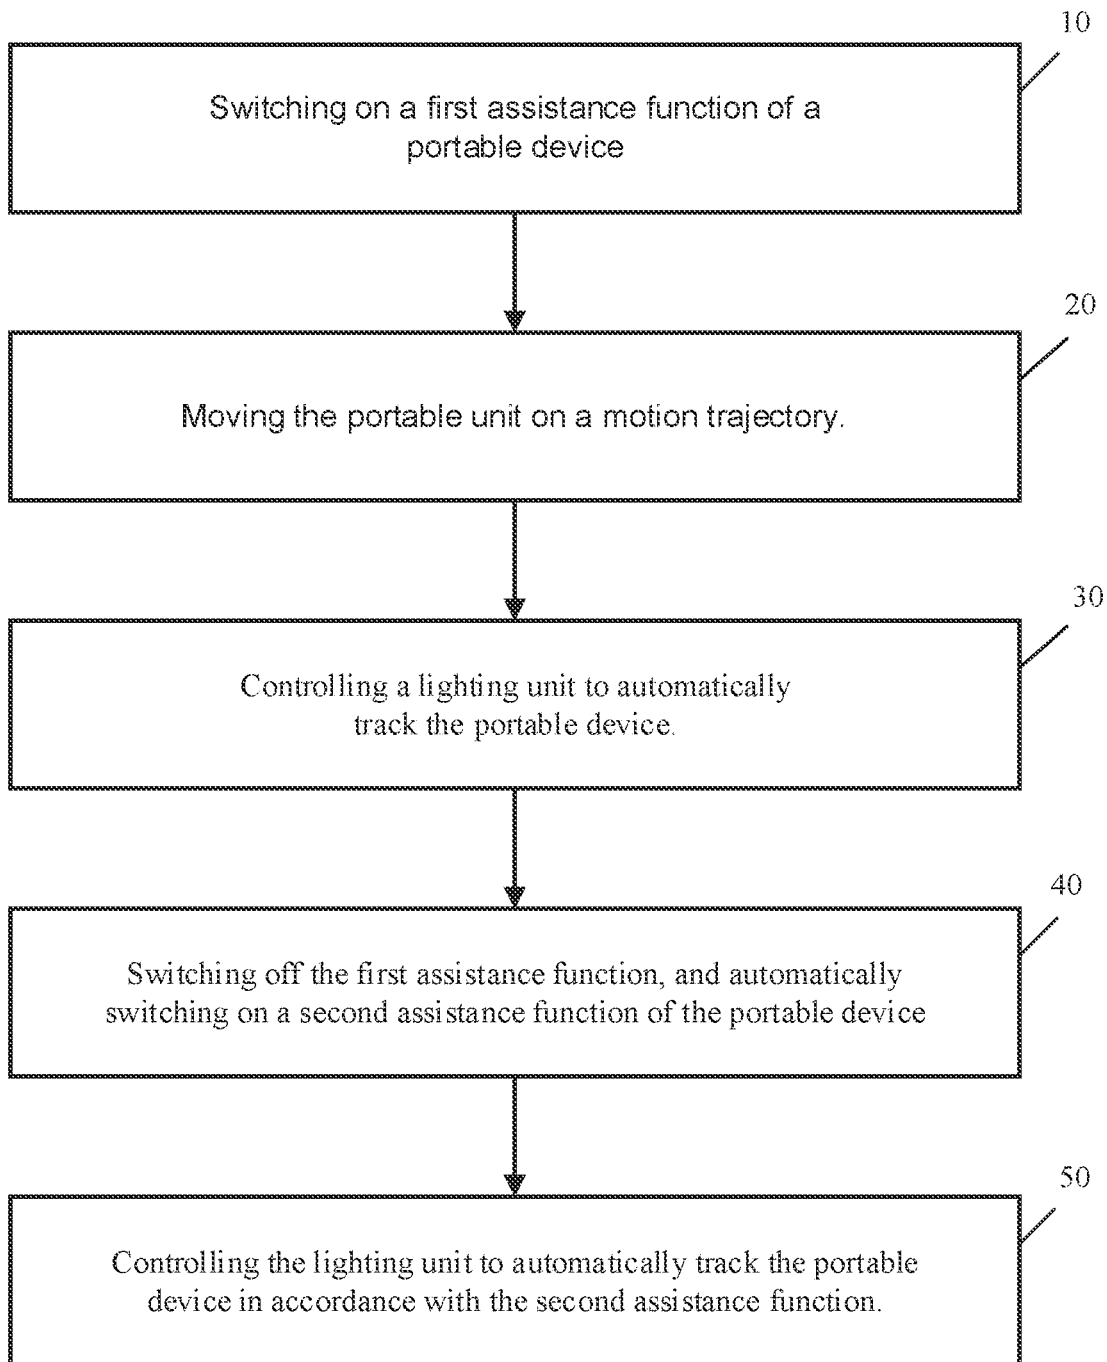 10
Switching on a first assistance function of a
portable device
20
Moving the portable unit on a motion trajectory.
30
Controlling a lighting unit to automatically
track the portable device.
40
Switching off the first assistance function, and automatically
switching on a second assistance function of the portable device
50
Controlling the lighting unit to automatically track the portable
device in accordance with the second assistance function.